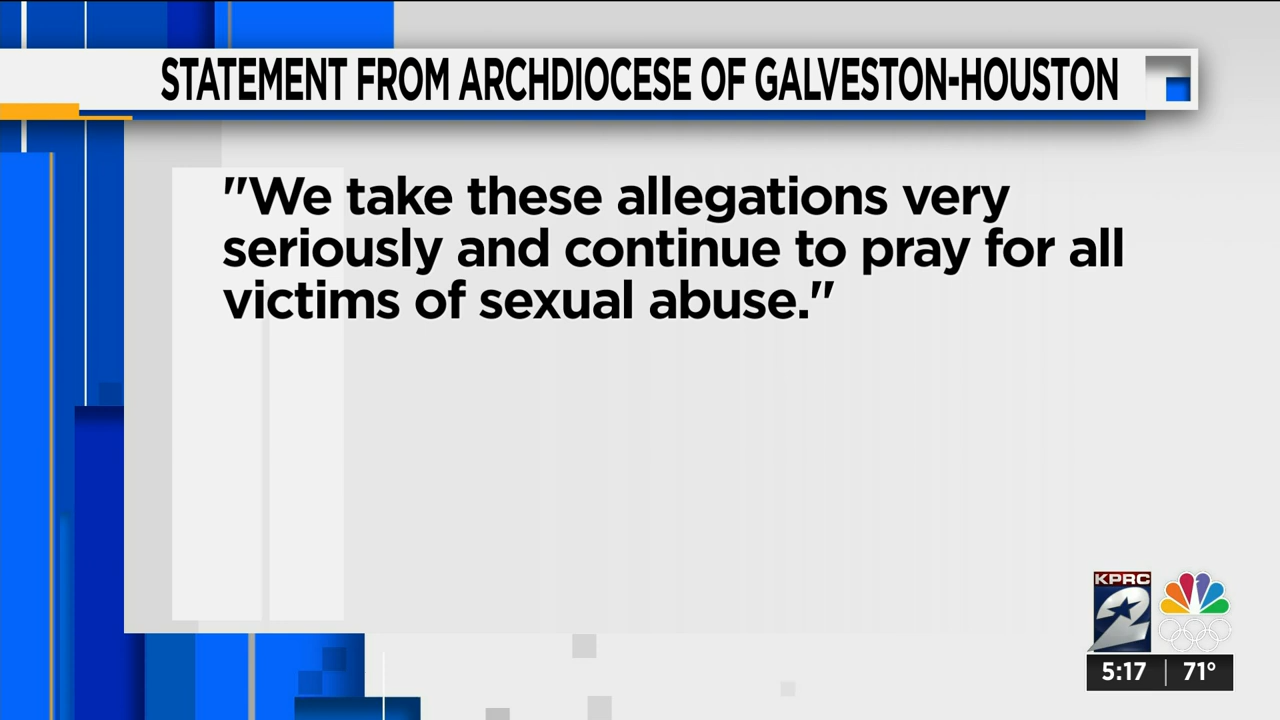 STATEMENT FROM ARCHDIOCESE OF GALVESTON-HOUSTON
"We take these allegations very
seriously and continue to pray for all
victims of sexual abuse."
KPRC
2
5:17 | 71°